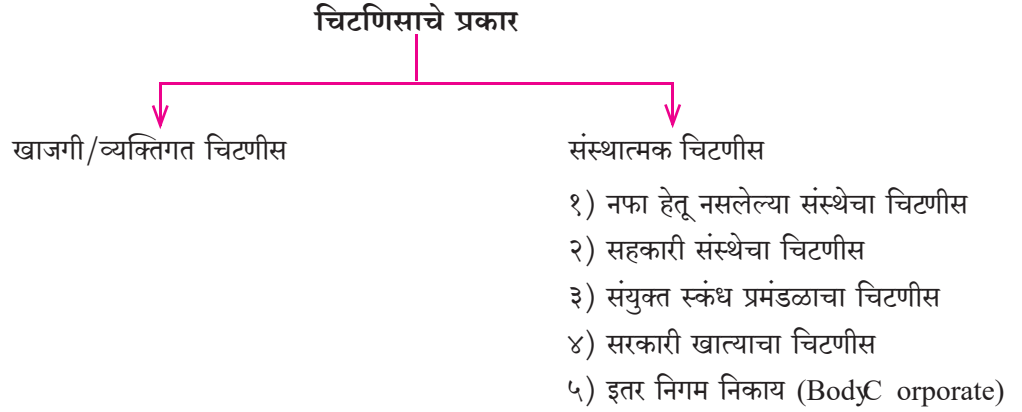 चिटणिसाचे प्रकार
खाजगी/व्यक्तिगत चिटणीस
संस्थात्मक चिटणीस
१) नफा हेतू नसलेल्या संस्थेचा चिटणीस
२) सहकारी संस्थेचा चिटणीस
३) संयुक्त स्कंध प्रमंडळाचा चिटणीस
४) सरकारी खात्याचा चिटणीस
५) इतर निगम निकाय (BodyC orporate)